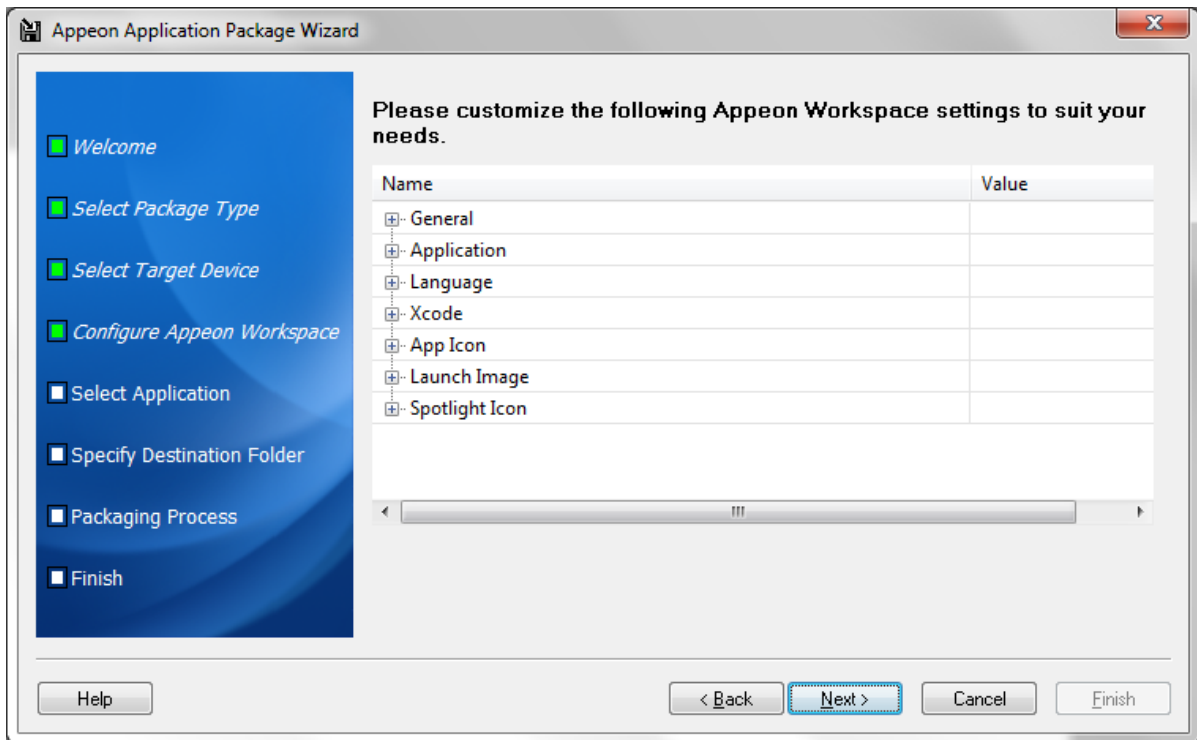 Appeon Application Package Wizard
Welcome
Select Package Type
Select Target Device
Configure Appeon Workspace
Select Application
Specify Destination Folder
Packaging Process
Finish
Please customize the following Appeon Workspace settings to suit your
needs.
Name Value
General
Application
Language
Xcode
App Icon
Launch Image
Spotlight Icon
Help < Back Next > Cancel Finish